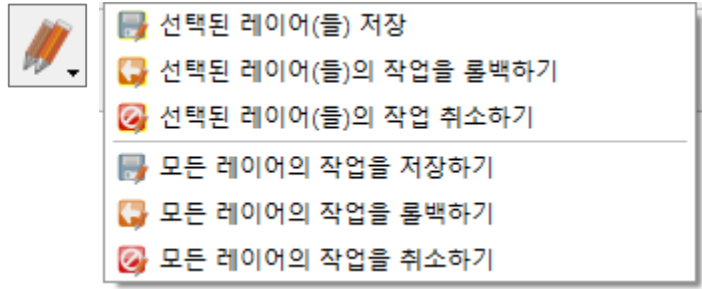 선택된 레이어(들) 저장
선택된 레이어(들)의 작업을 롤백하기
선택된 레이어(들)의 작업 취소하기
모든 레이어의 작업을 저장하기
모든 레이어의 작업을 롤백하기
모든 레이어의 작업을 취소하기